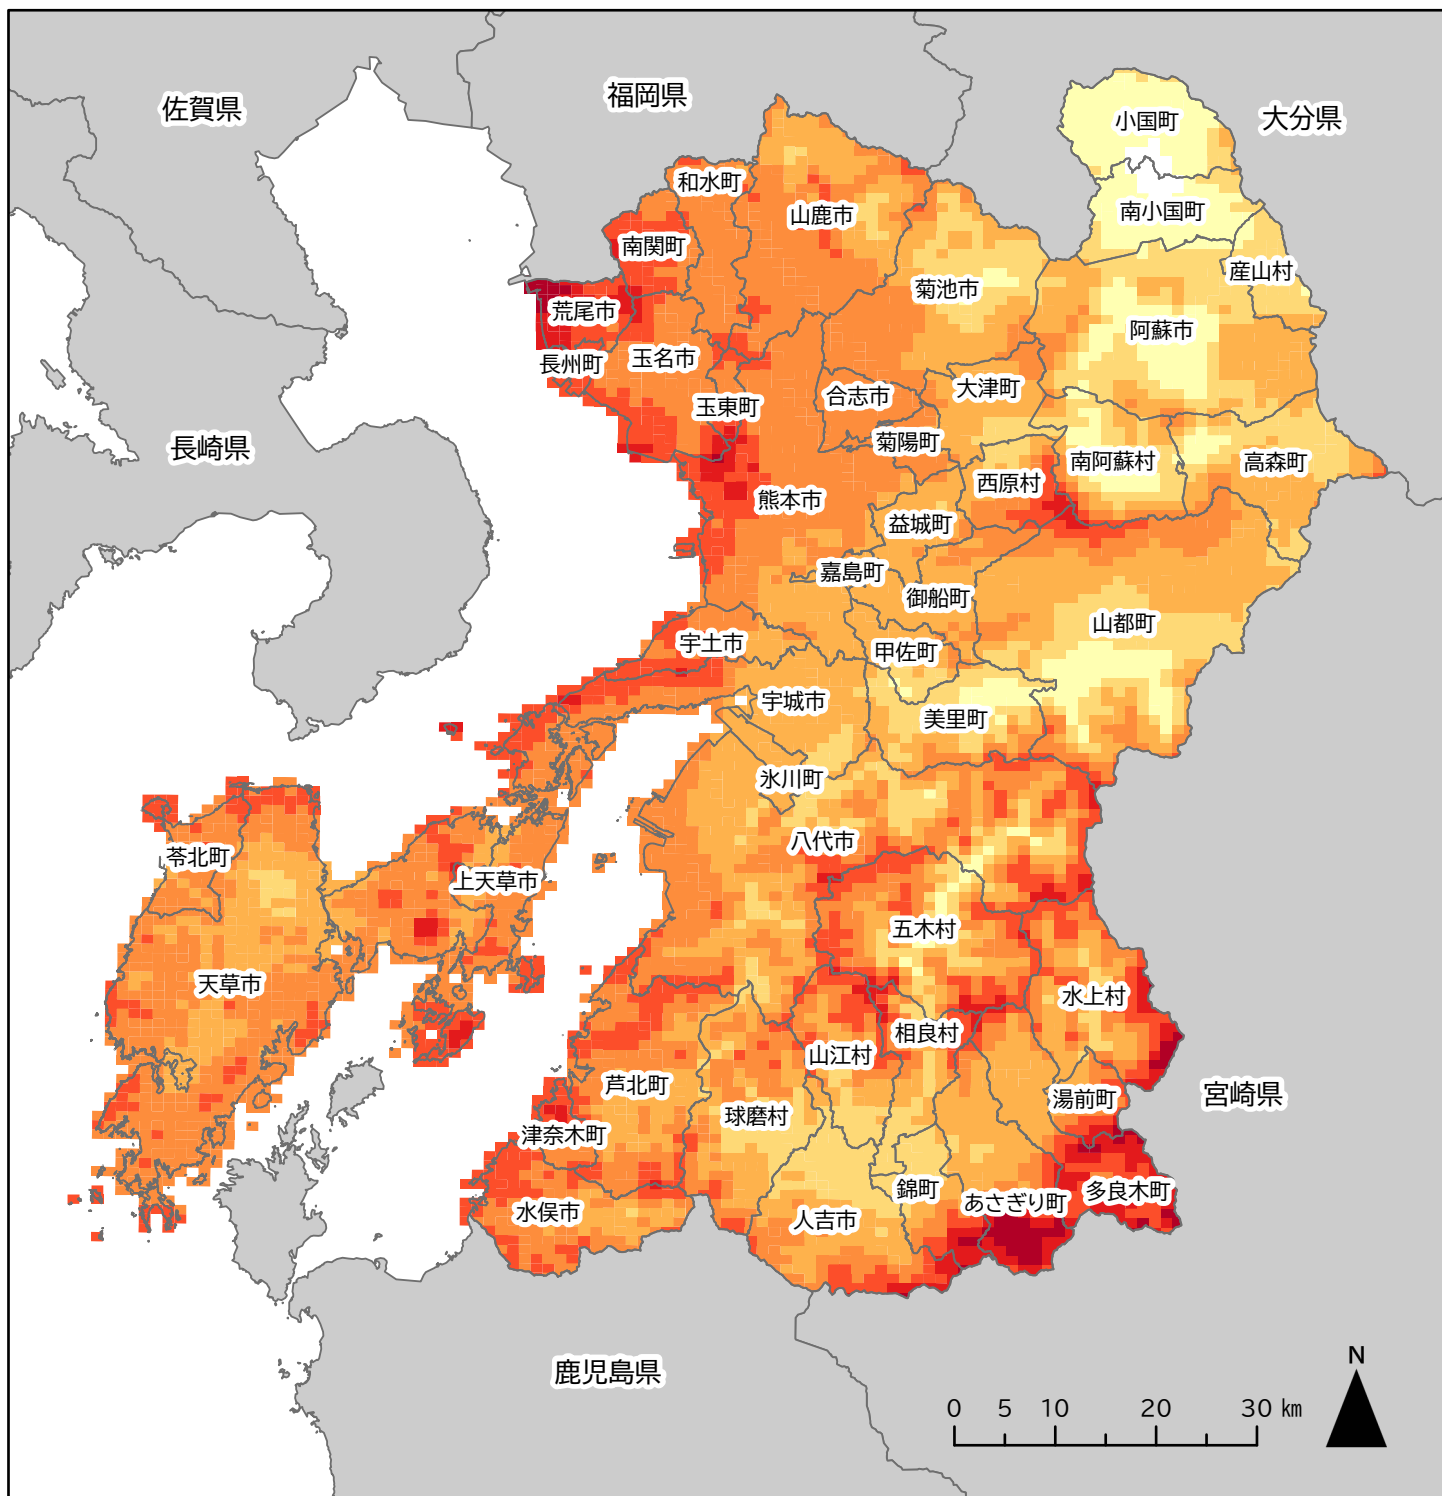 佐賀県
福岡県
大分県
小国町
和水町
山鹿市
南小国町
南関町
産山村
菊池市
荒尾市
阿蘇市
長州町
玉名市
大津町
合志市
玉東町
菊陽町
長崎県
南阿蘇村
高森町
西原村
熊本市
益城町
嘉島町
御船町
山都町
宇土市
甲佐町
宇城市
美里町
氷川町
八代市
苓北町
上天草市
五木村
天草市
水上村
相良村
山江村
芦北町
湯前町
宮崎県
球磨村
津奈木町
錦町
あさぎり町
多良木町
水俣市
人吉市
鹿児島県
N
0 5 10 20 30 km